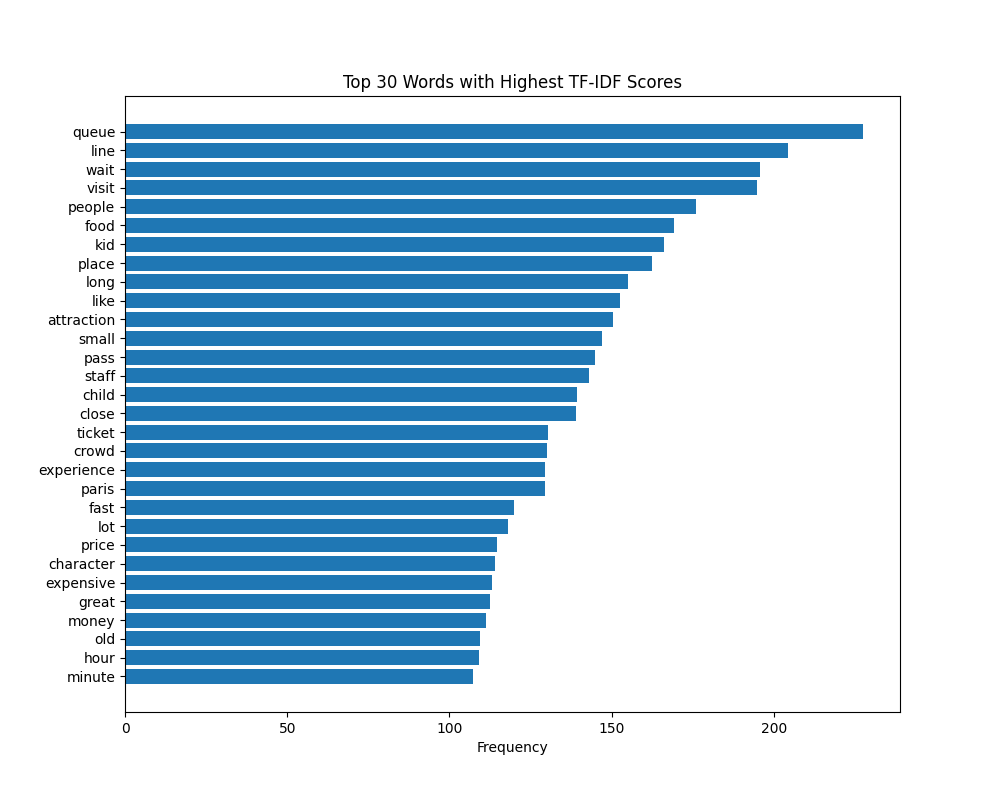 Top 30 Words with Highest TF-IDF Scores
queue
line
wait
visit
people
food
kid
place
long
like
attraction
small
pass
staff
child
close
ticket
crowd
experience
paris
fast
lot
price
character
expensive
great
money
old
hour
minute
0 50 100 150 200
Frequency